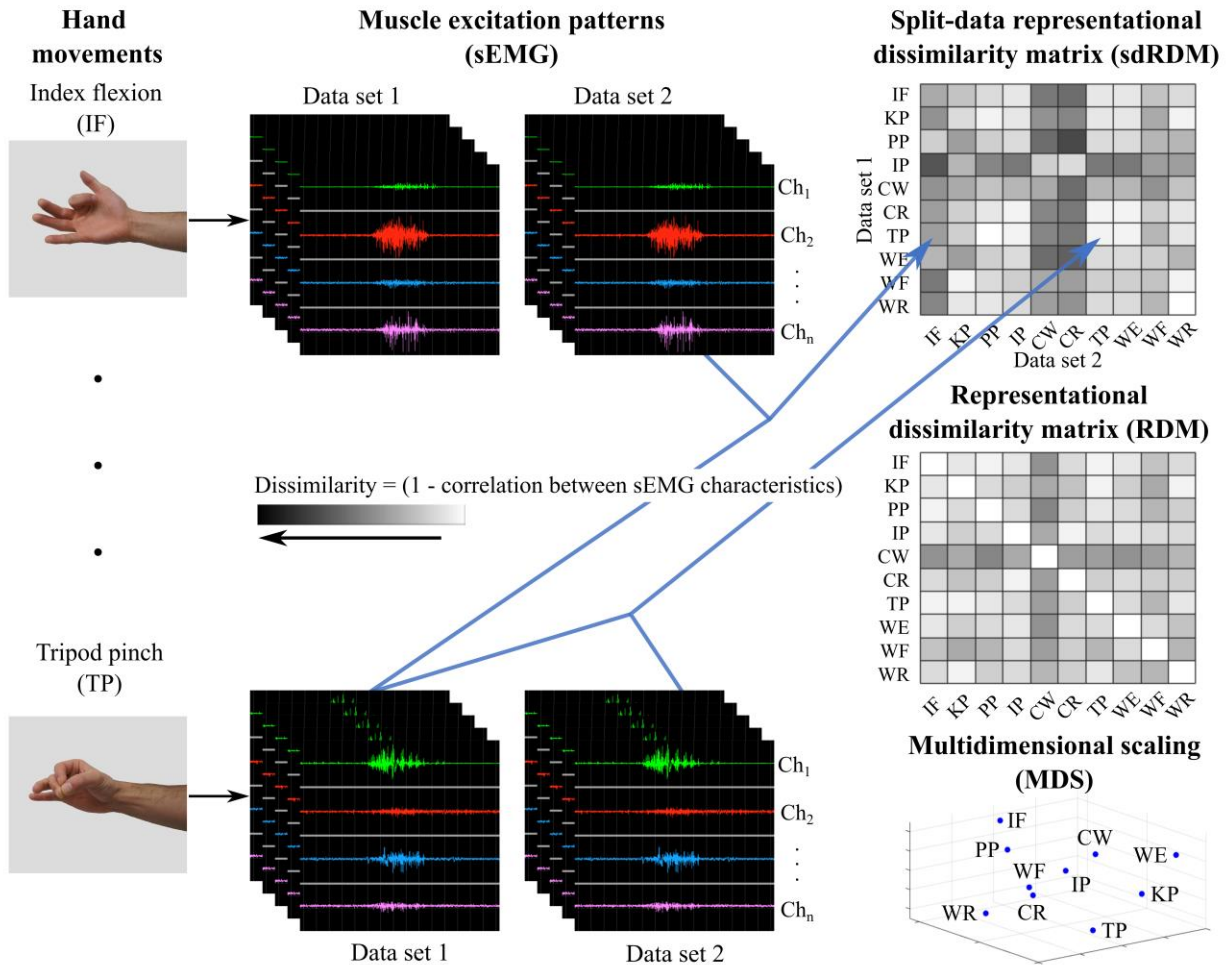 Hand
movements
Index flexion
(IF)
Tripod pinch
(TP)
Muscle excitation patterns
(sEMG)
Data set 1
Data set 2
Ch1
Ch2
Chn
Dissimilarity = (1 - correlation between sEMG characteristics)
Ch1
Ch2
Chn
Data set 1
Data set 2
Split-data representational
dissimilarity matrix (sdRDM)
Data set 1
IF
KP
PP
IP
CW
CR
TP
WE
WF
WR
IF KP PP IP CW CR TP WE WF WR
Data set 2
Representational
dissimilarity matrix (RDM)
IF
KP
PP
IP
CW
CR
TP
WE
WF
WR
IF KP PP IP CW CR TP WE WF WR
Multidimensional scaling
(MDS)
IF
CW
PP
WE
WF
IP
KP
WR
CR
TP